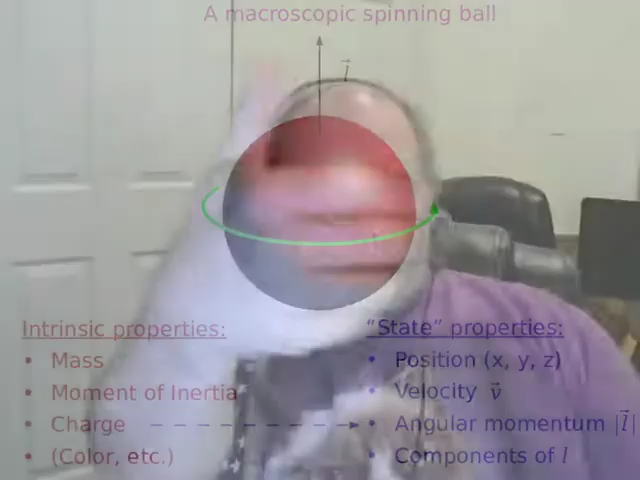 A macroscopic spinning ball
l⃗
Intrinsic properties:
• Mass
• Moment of Inertia
• Charge
• (Color, etc.)
“State” properties:
• Position (x, y, z)
• Velocity v⃗
• Angular momentum |l⃗|
• Components of l